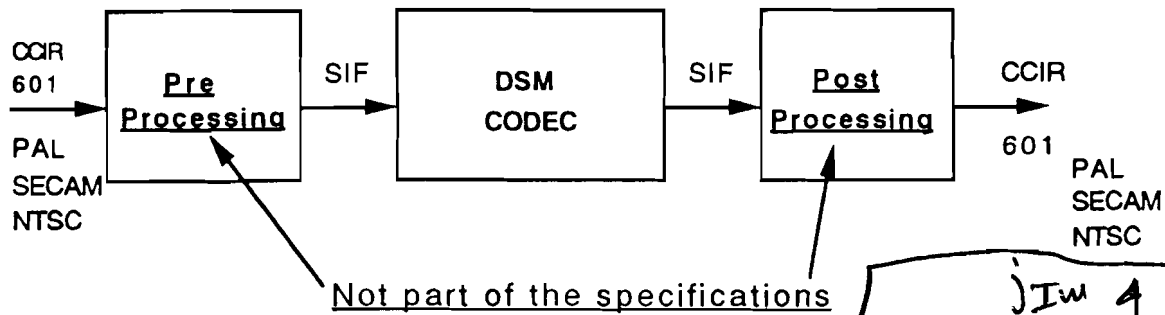 CCIR
601
PAL
SECAM
NTSC
Pre
Processing
SIF
DSM
CODEC
SIF
Post
Processing
CCIR
601
PAL
SECAM
NTSC
Not part of the specifications
4